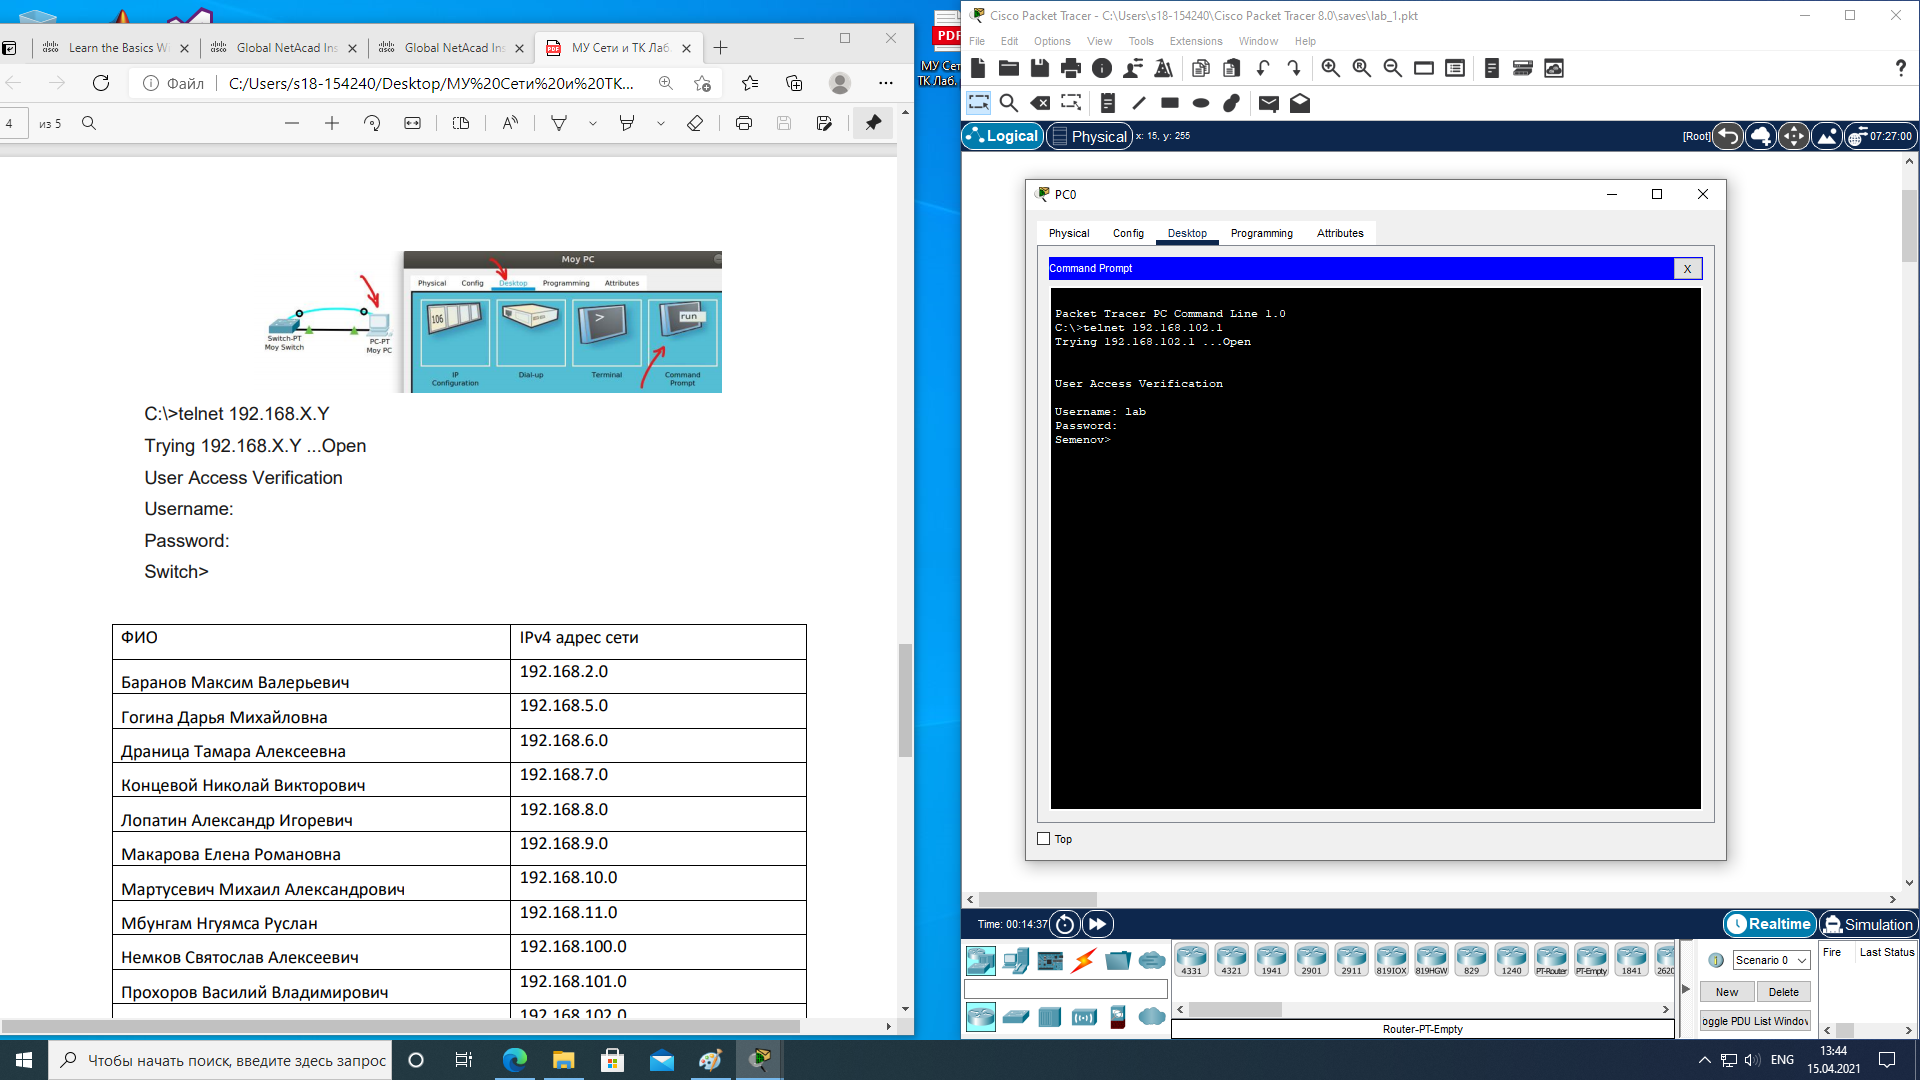 Learn the Basics Wi
Global NetAcad Ins
Global NetAcad Ins
МУ Сети и ТК Лаб.
Файл
C:/Users/s18-154240/Desktop/МУ%20Сети%20и%20ТК...
4
из 5
Moy PC
Physical Config Desktop Programming Attributes
106
run
IP Configuration
Dial-up
Terminal
Command Prompt
Switch-PT
Moy Switch
PC-PT
Moy PC
C:\>telnet 192.168.X.Y
Trying 192.168.X.Y ...Open
User Access Verification
Username:
Password:
Switch>
ФИО IPv4 адрес сети
Баранов Максим Валерьевич 192.168.2.0
Гогина Дарья Михайловна 192.168.5.0
Драница Тамара Алексеевна 192.168.6.0
Концевой Николай Викторович 192.168.7.0
Лопатин Александр Игоревич 192.168.8.0
Макарова Елена Романовна 192.168.9.0
Мартусевич Михаил Александрович 192.168.10.0
Мбунгам Нгуямса Руслан 192.168.11.0
Немков Святослав Алексеевич 192.168.100.0
Прохоров Василий Владимирович 192.168.101.0
192.168.102.0
PDF
МУ Сет
ТК Лаб.
Cisco Packet Tracer - C:\Users\s18-154240\Cisco Packet Tracer 8.0\saves\lab_1.pkt
File Edit Options View Tools Extensions Window Help
Logical
Physical
x: 15, y: 255
[Root]
07:27:00
PC0
Physical Config Desktop Programming Attributes
Command Prompt
X
Packet Tracer PC Command Line 1.0
C:\>telnet 192.168.102.1
Trying 192.168.102.1 ...Open
User Access Verification
Username: lab
Password:
Semenov>
Top
Time: 00:14:37
Realtime
Simulation
4331 4321 1941 2901 2911 819IOX 819HGW 829 1240 PT-Router PT-Empty 1841 2620
Router-PT-Empty
Scenario 0
New
Delete
oggle PDU List Window
Fire Last Status
Чтобы начать поиск, введите здесь запрос
ENG
13:44
15.04.2021